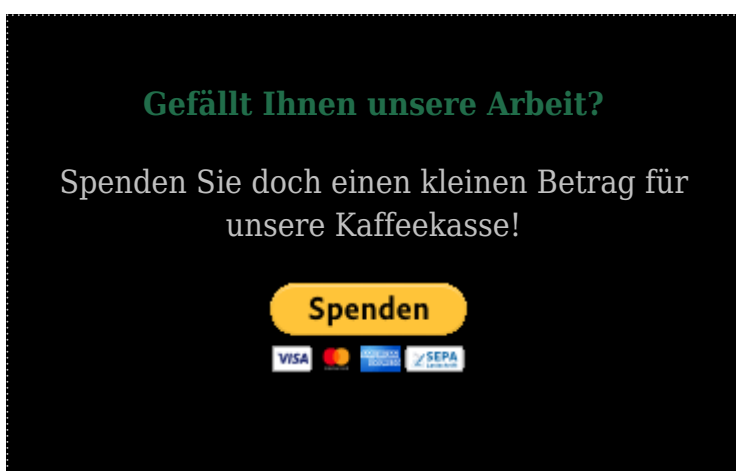 Gefällt Ihnen unsere Arbeit?
Spenden Sie doch einen kleinen Betrag für
unsere Kaffeekasse!
Spenden
VISA SEPA